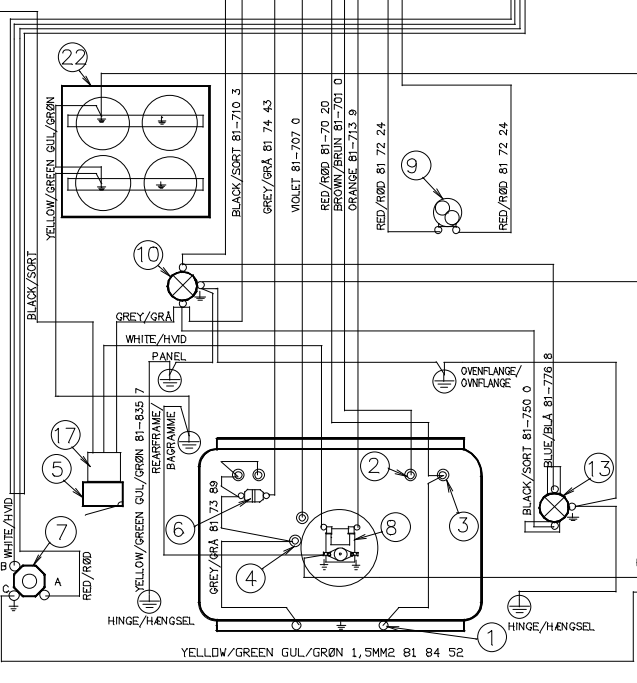 22
YELLOW/GREEN GUL/GRØN
BLACK/SORT 81-710 3
GREY/GRÅ 81 74 43
VIOLET 81-707 0
RED/RØD 81-70 20
BROWN/BRUN 81-701 0
ORANGE 81-713 9
RED/RØD 81 72 24
9
RED/RØD 81 72 24
10
BLACK/SORT
GREY/GRÅ
WHITE/HVID
PANEL
OVENFLANGE/
OVNFLANGE
YELLOW/GREEN GUL/GRØN 81-835 7
REARFRAME/
BAGRAMME
BLACK/SORT 81-750 0
BLUE/BLÅ 81-776 8
17
5
2
13
GREY/GRÅ 81 73 89
6
3
8
WHITE/HVID
7
4
B
A
C
RED/RØD
HINGE/HÆNGSEL
HINGE/HÆNGSEL
1
YELLOW/GREEN GUL/GRØN 1,5MM2 81 84 52